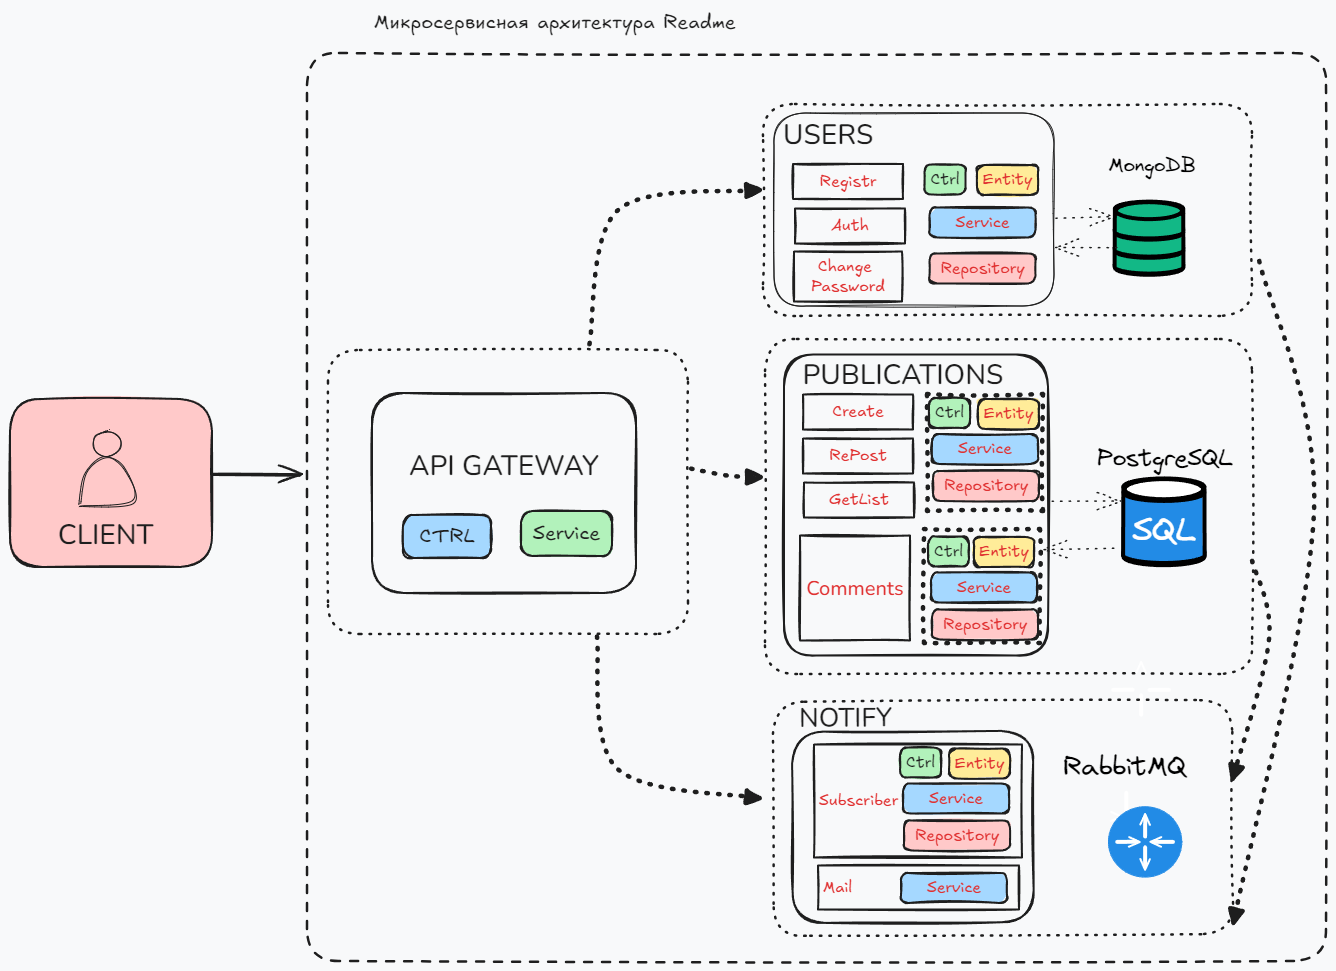 Микросервисная архитектура Readme
CLIENT
API GATEWAY
CTRL
Service
USERS
Registr
Auth
Change
Password
Ctrl
Entity
Service
Repository
MongoDB
PUBLICATIONS
Create
RePost
GetList
Ctrl
Entity
Service
Repository
Comments
Ctrl
Entity
Service
Repository
PostgreSQL
SQL
NOTIFY
Subscriber
Ctrl
Entity
Service
Repository
Mail
Service
RabbitMQ